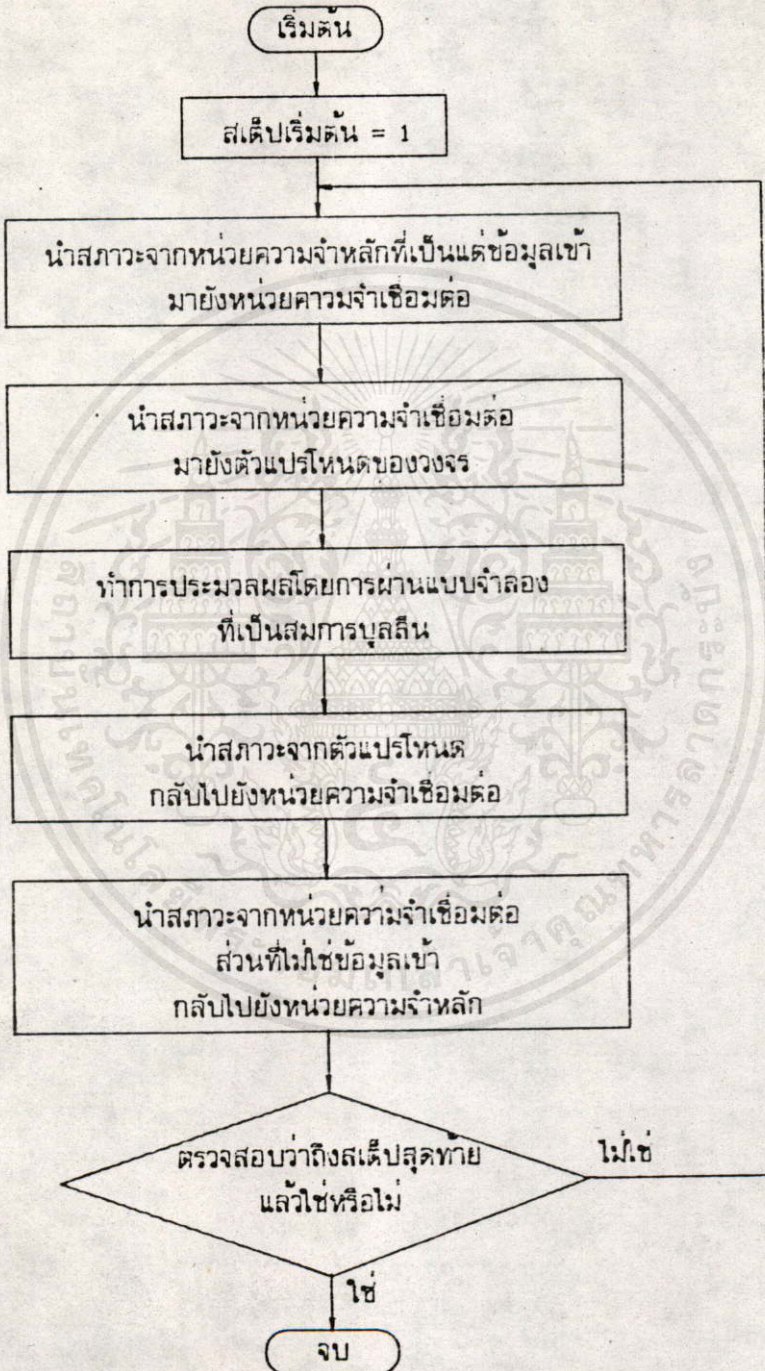 เริ่มต้น
สเต็ปเริ่มต้น = 1
นำสภาวะจากหน่วยความจำหลักที่เป็นแต่ข้อมูลเข้า
มายังหน่วยคาวมจำเชื่อมต่อ
นำสภาวะจากหน่วยความจำเชื่อมต่อ
มายังตัวแปรโหนดของวงจร
ทำการประมวลผลโดยการผ่านแบบจำลอง
ที่เป็นสมการบูลลีน
นำสภาวะจากตัวแปรโหนด
กลับไปยังหน่วยความจำเชื่อมต่อ
นำสภาวะจากหน่วยความจำเชื่อมต่อ
ส่วนที่ไม่ใช่ข้อมูลเข้า
กลับไปยังหน่วยความจำหลัก
ตรวจสอบว่าถึงสเต็ปสุดท้าย
แล้วใช่หรือไม่
ไม่ใช่
ใช่
จบ